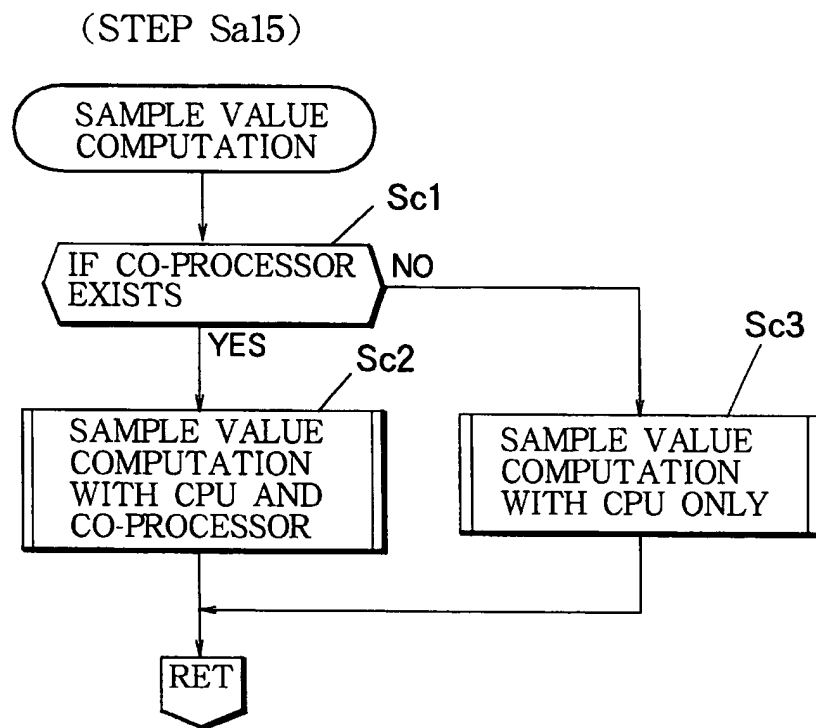 (STEP Sa15)
SAMPLE VALUE
COMPUTATION
Sc1
IF CO-PROCESSOR
EXISTS
NO
YES
Sc2
Sc3
SAMPLE VALUE
COMPUTATION
WITH CPU AND
CO-PROCESSOR
SAMPLE VALUE
COMPUTATION
WITH CPU ONLY
RET